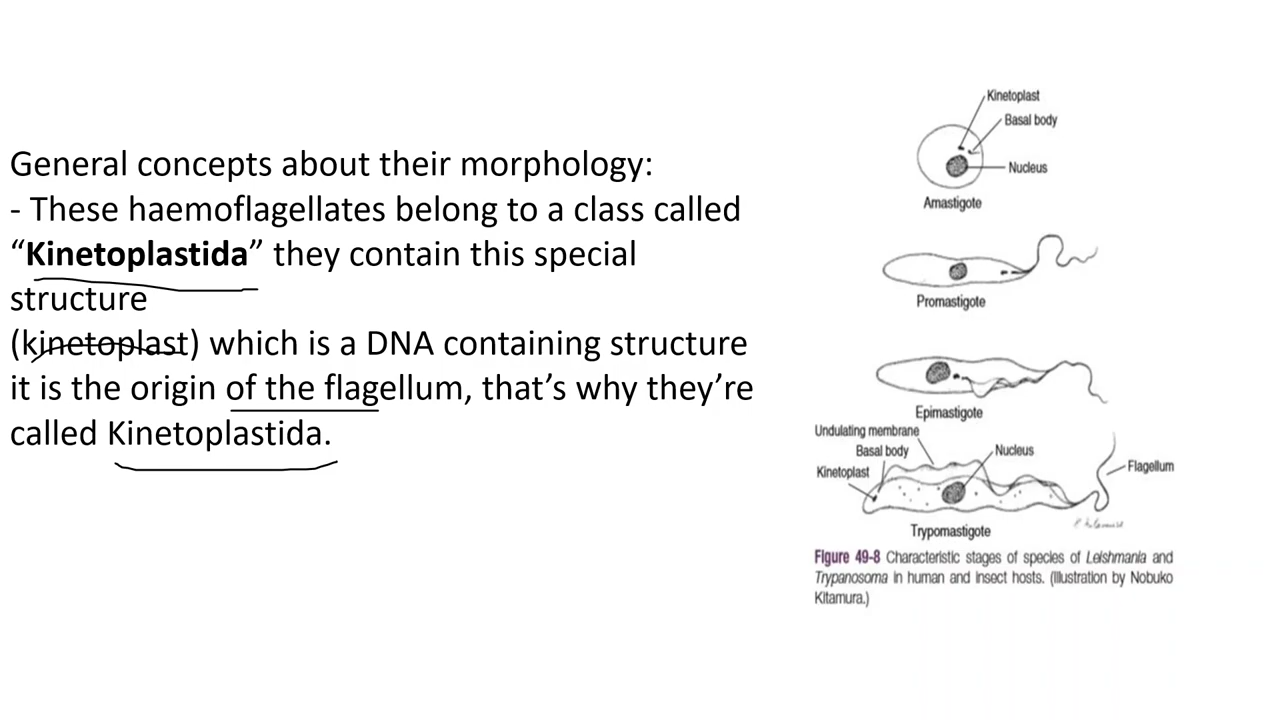 General concepts about their morphology:
- These haemoflagellates belong to a class called
“Kinetoplastida” they contain this special
structure
(kinetoplast) which is a DNA containing structure
it is the origin of the flagellum, that’s why they’re
called Kinetoplastida.
Kinetoplast
Basal body
Nucleus
Amastigote
Promastigote
Epimastigote
Undulating membrane
Basal body
Nucleus
Kinetoplast
Flagellum
Trypomastigote
Figure 49-8 Characteristic stages of species of Leishmania and
Trypanosoma in human and insect hosts. (Illustration by Nobuko
Kitamura.)